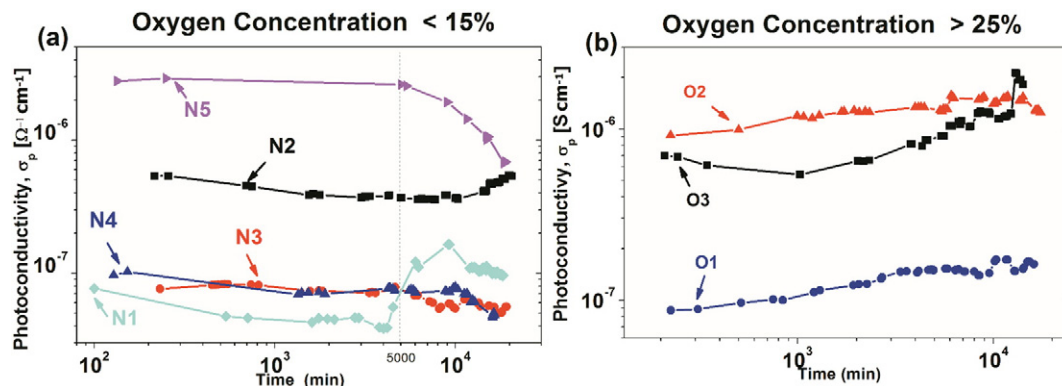 Oxygen Concentration < 15%
(a)
Photoconductivity, σp [Ω⁻¹ cm⁻¹]
10⁻⁶
10⁻⁷
N5
N2
N4
N3
N1
10² 10³ 5000 10⁴
Time (min)
Oxygen Concentration > 25%
(b)
Photoconductivy, σp [S cm⁻¹]
10⁻⁶
10⁻⁷
O2
O3
O1
10³ 10⁴
Time (min)